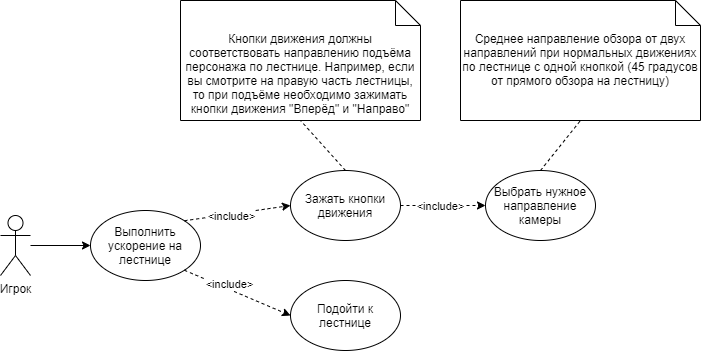 Кнопки движения должны
соответствовать направлению подъёма
персонажа по лестнице. Например, если
вы смотрите на правую часть лестницы,
то при подъёме необходимо зажимать
кнопки движения "Вперёд" и "Направо"
Среднее направление обзора от двух
направлений при нормальных движениях
по лестнице с одной кнопкой (45 градусов
от прямого обзора на лестницу)
Зажать кнопки
движения
<include>
Выбрать нужное
направление
камеры
<include>
Выполнить
ускорение на
лестнице
Игрок
<include>
Подойти к
лестнице